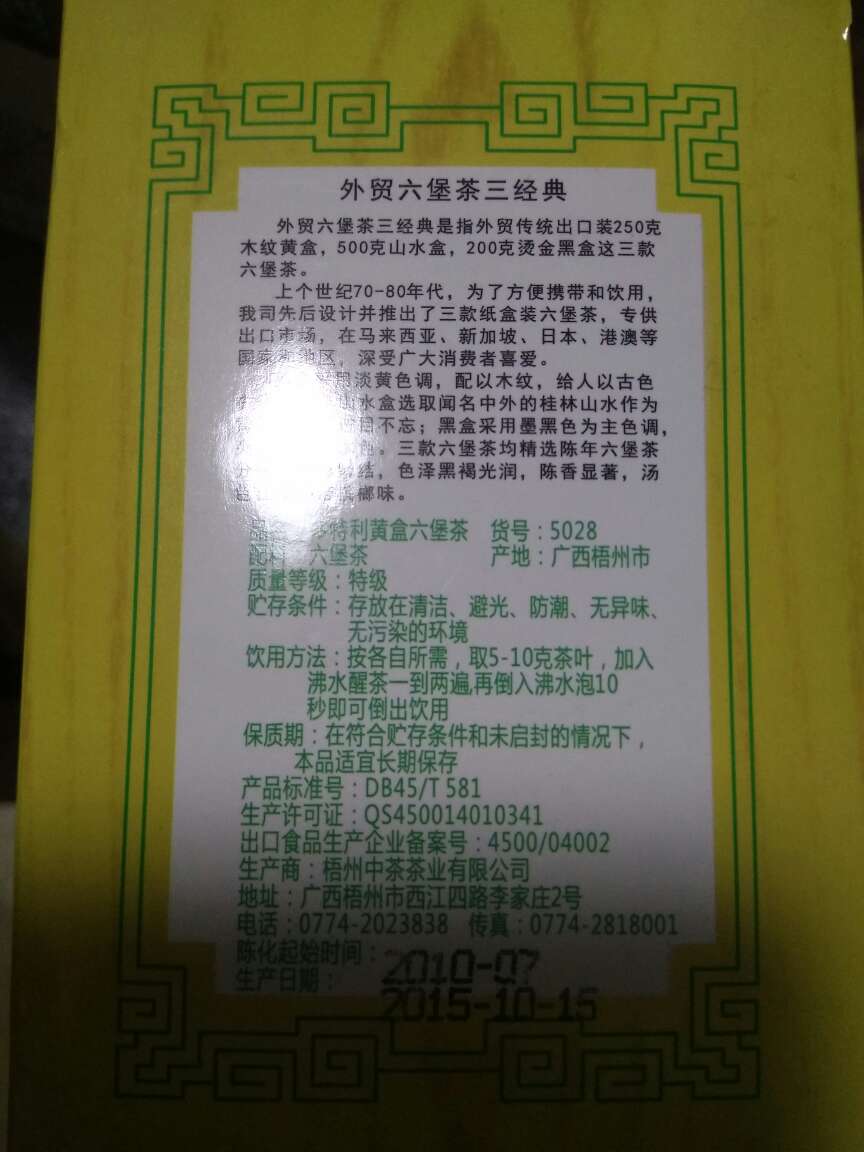 外贸六堡茶三经典
外贸六堡茶三经典是指外贸传统出口装250克
木纹黄盒，500克山水盒，200克烫金黑盒这三款
六堡茶。
上个世纪70-80年代，为了方便携带和饮用，
我司先后设计并推出了三款纸盒装六堡茶，专供
出口市场，在马来西亚、新加坡、日本、港澳等
国家和地区，深受广大消费者喜爱。
用淡黄色调，配以木纹，给人以古色
山水盒选取闻名中外的桂林山水作为
目不忘；黑盒采用墨黑色为主色调，
。三款六堡茶均精选陈年六堡茶
结，色泽黑褐光润，陈香显著，汤
榔味。
品名 多特利黄盒六堡茶 货号：5028
配料 六堡茶 产地：广西梧州市
质量等级：特级
贮存条件：存放在清洁、避光、防潮、无异味、
无污染的环境
饮用方法：按各自所需，取5-10克茶叶，加入
沸水醒茶一到两遍,再倒入沸水泡10
秒即可倒出饮用
保质期：在符合贮存条件和未启封的情况下，
本品适宜长期保存
产品标准号：DB45/T 581
生产许可证：QS450014010341
出口食品生产企业备案号：4500/04002
生产商：梧州中茶茶业有限公司
地址：广西梧州市西江四路李家庄2号
电话：0774-2023838 传真：0774-2818001
陈化起始时间：2010-07
生产日期：2015-10-15